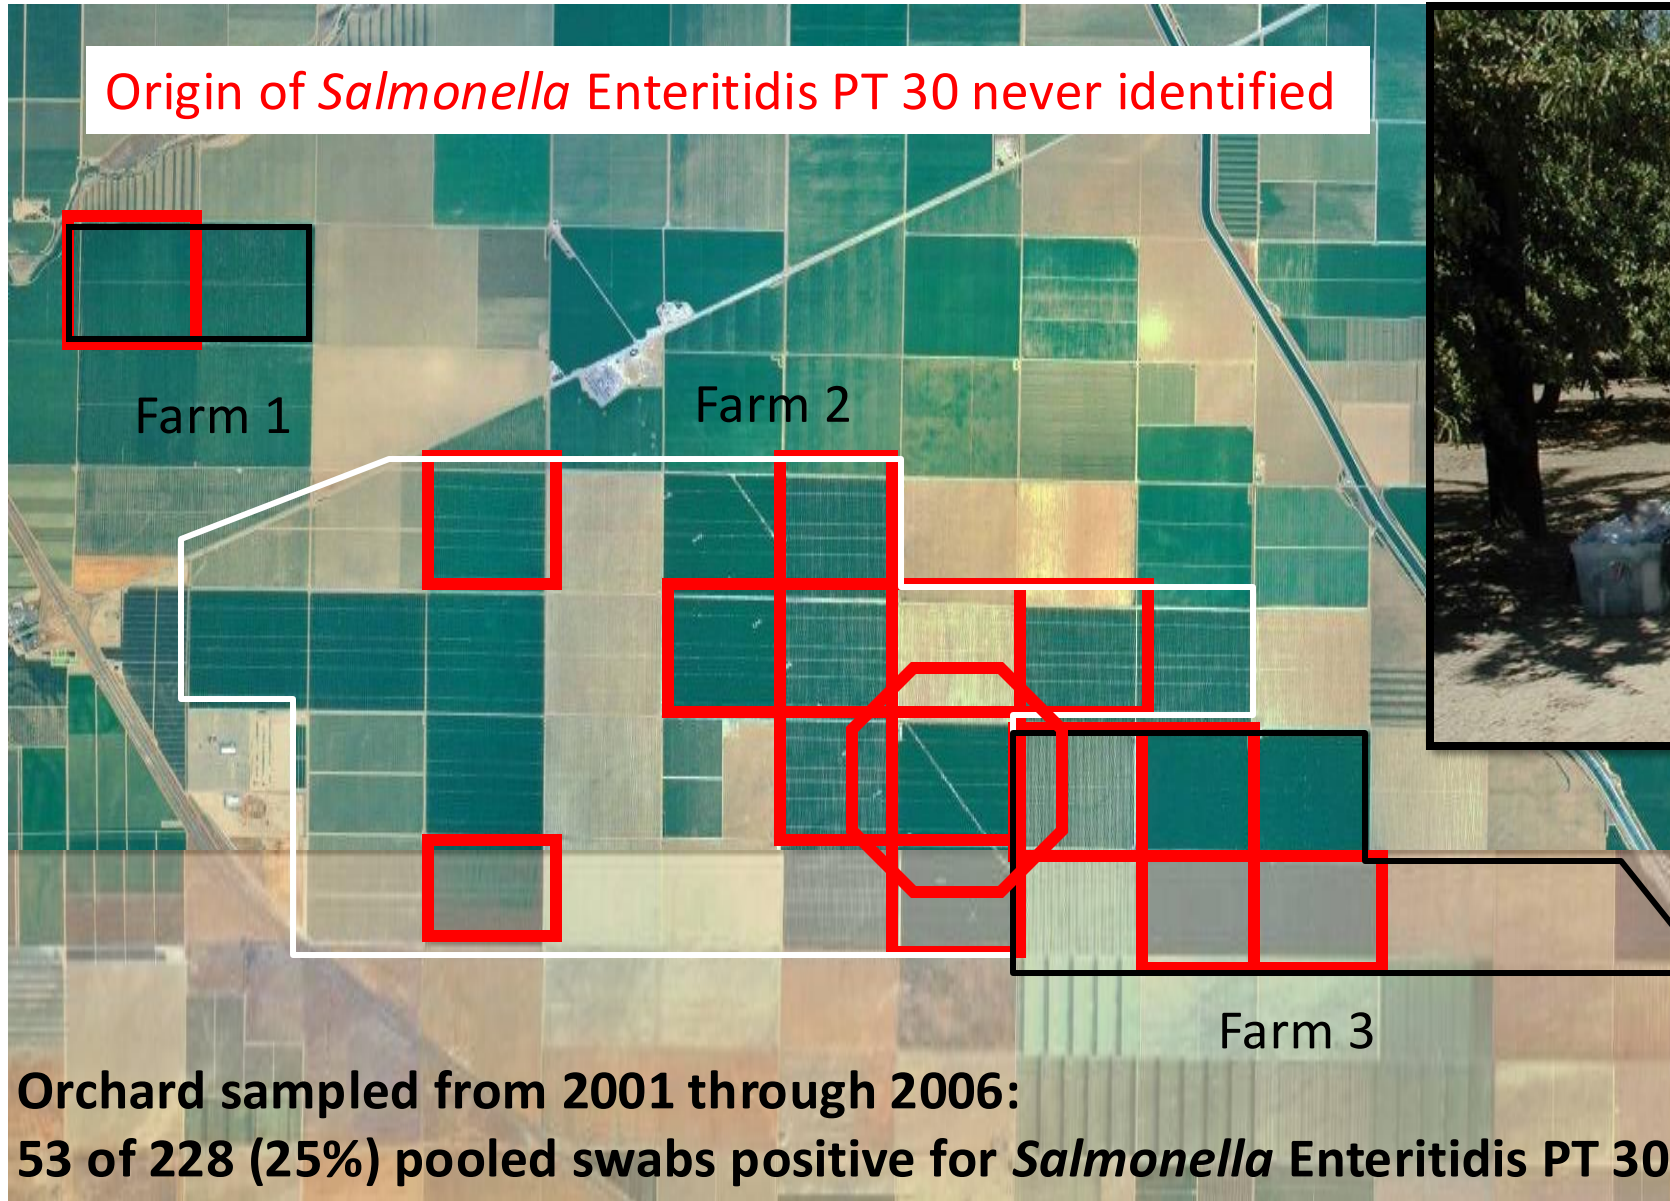 Origin of Salmonella Enteritidis PT 30 never identified
Farm 1
Farm 2
Farm 3
Orchard sampled from 2001 through 2006:
53 of 228 (25%) pooled swabs positive for Salmonella Enteritidis PT 30